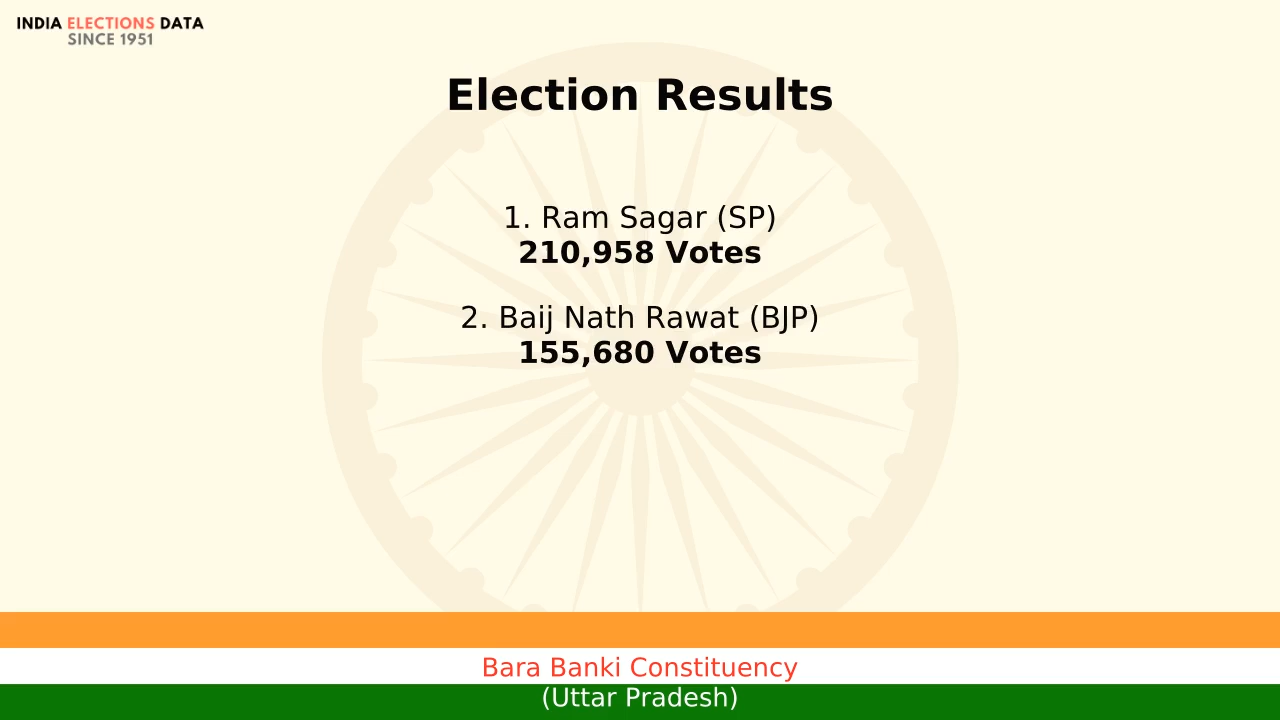 INDIA ELECTIONS DATA
SINCE 1951
Election Results
1. Ram Sagar (SP)
210,958 Votes
2. Baij Nath Rawat (BJP)
155,680 Votes
Bara Banki Constituency
(Uttar Pradesh)